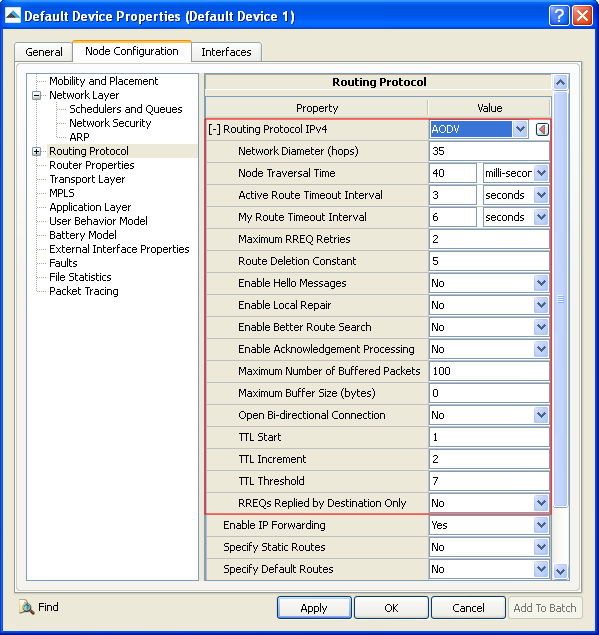 Default Device Properties (Default Device 1)
General
Node Configuration
Interfaces
Mobility and Placement
Network Layer
Schedulers and Queues
Network Security
ARP
Routing Protocol
Router Properties
Transport Layer
MPLS
Application Layer
User Behavior Model
Battery Model
External Interface Properties
Faults
File Statistics
Packet Tracing
Routing Protocol
Property Value
[-] Routing Protocol IPv4 AODV
Network Diameter (hops) 35
Node Traversal Time 40 milli-secor
Active Route Timeout Interval 3 seconds
My Route Timeout Interval 6 seconds
Maximum RREQ Retries 2
Route Deletion Constant 5
Enable Hello Messages No
Enable Local Repair No
Enable Better Route Search No
Enable Acknowledgement Processing No
Maximum Number of Buffered Packets 100
Maximum Buffer Size (bytes) 0
Open Bi-directional Connection No
TTL Start 1
TTL Increment 2
TTL Threshold 7
RREQs Replied by Destination Only No
Enable IP Forwarding Yes
Specify Static Routes No
Specify Default Routes No
Find
Apply
OK
Cancel
Add To Batch